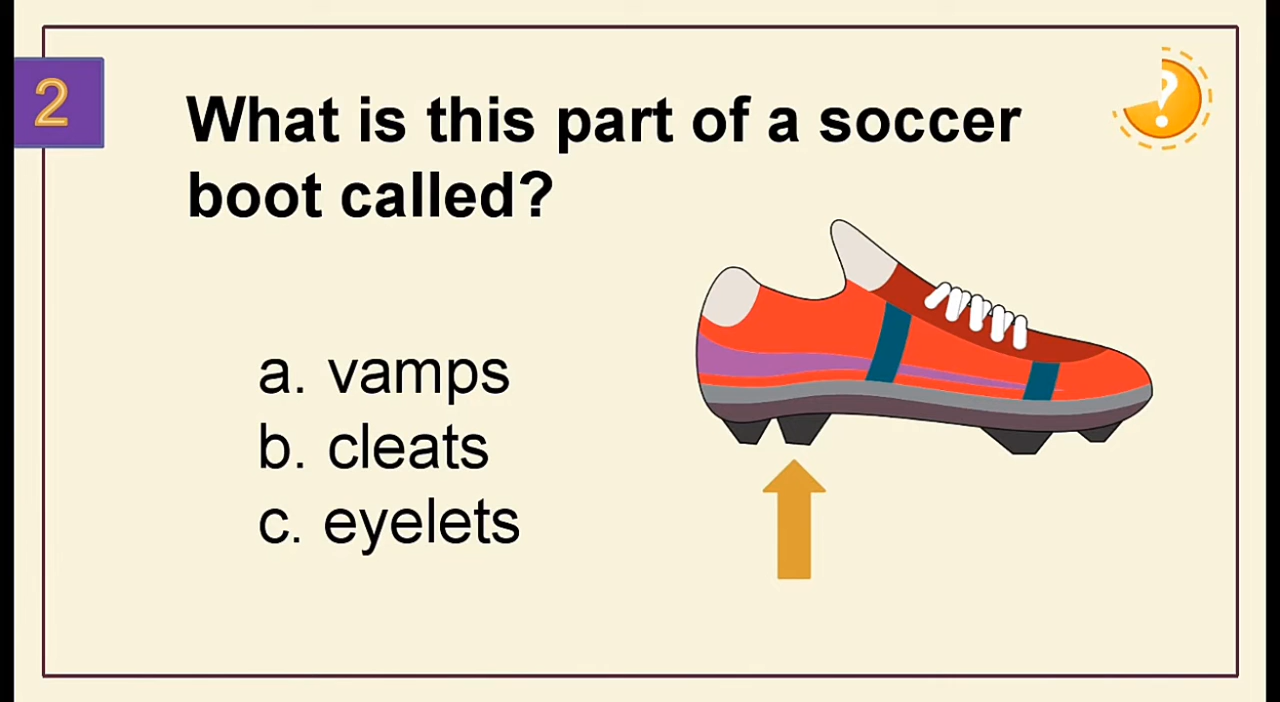 2
What is this part of a soccer
boot called?
a. vamps
b. cleats
c. eyelets
?